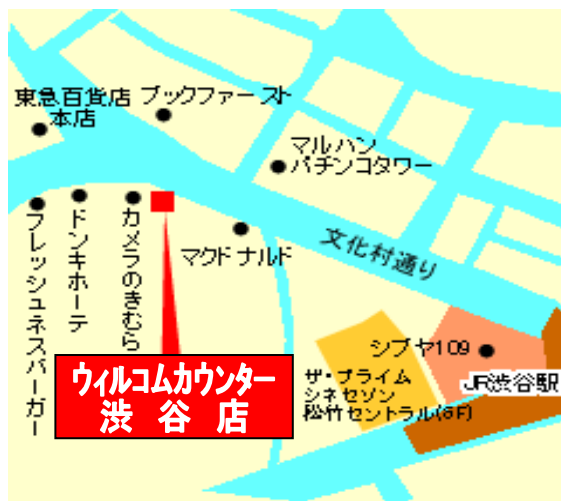 東急百貨店
本店
ブックファースト
マルハン
パチンコタワー
フレッシュネスバーガー
ドンキホーテ
カメラのきむら
マクドナルド
文化村通り
シブヤ109
ザ・プライム
シネセゾン
松竹セントラル(6F)
JR渋谷駅
ウィルコムカウンター
渋谷店